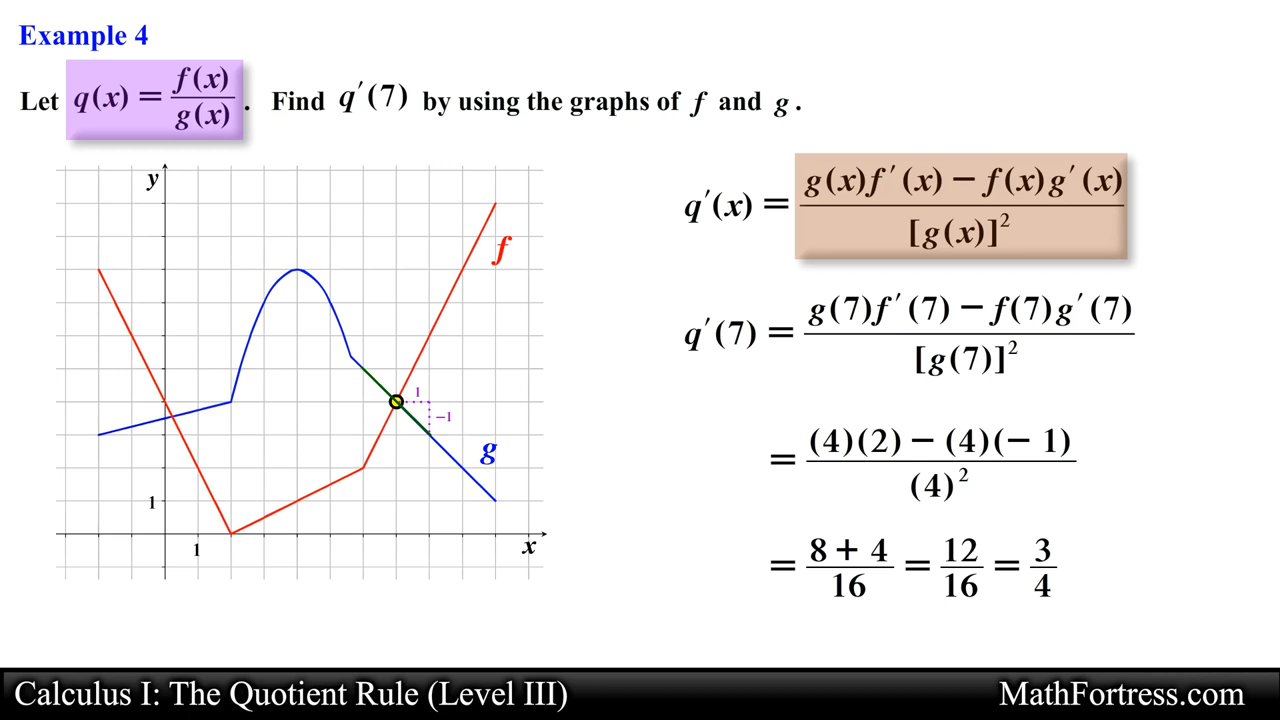 Example 4
Let q(x) = f(x)/g(x) . Find q′(7) by using the graphs of f and g .
y
f
1
−1
g
1
1
x
q′(x) = g(x)f′(x) − f(x)g′(x) / [g(x)]²
q′(7) = g(7)f′(7) − f(7)g′(7) / [g(7)]²
= (4)(2) − (4)(− 1) / (4)²
= 8 + 4 / 16 = 12/16 = 3/4
Calculus I: The Quotient Rule (Level III)
MathFortress.com